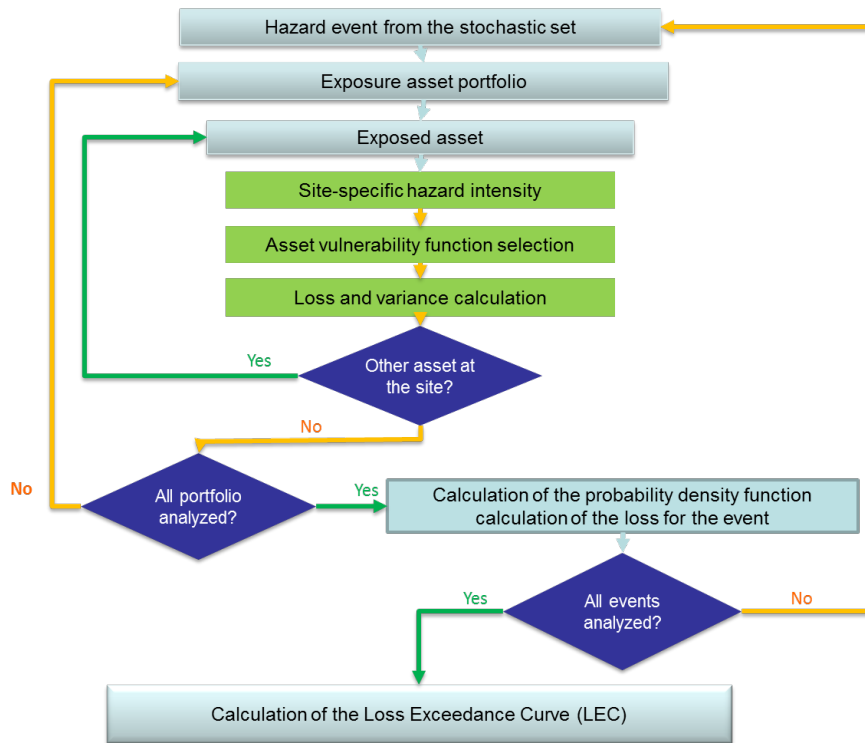 Hazard event from the stochastic set
Exposure asset portfolio
Exposed asset
Site-specific hazard intensity
Asset vulnerability function selection
Loss and variance calculation
Yes
Other asset at
the site?
No
No
All portfolio
analyzed?
Yes
Calculation of the probability density function
calculation of the loss for the event
Yes
All events
analyzed?
No
Calculation of the Loss Exceedance Curve (LEC)